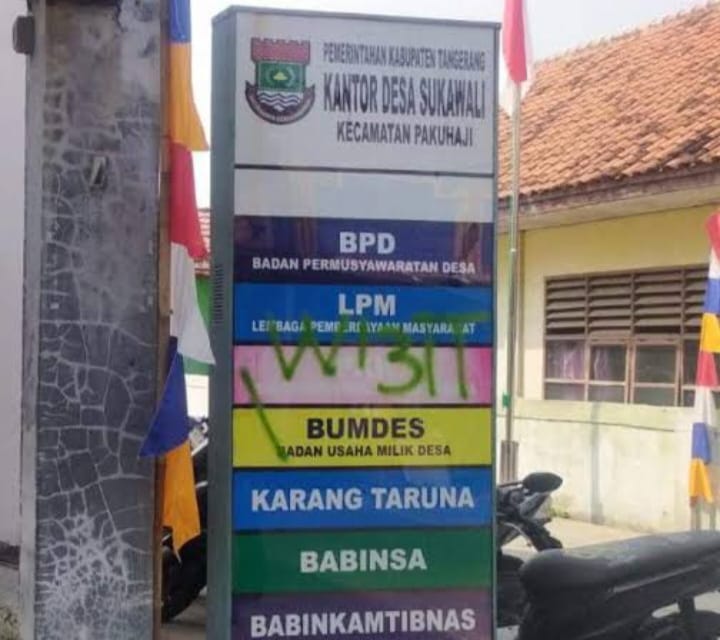 PEMERINTAHAN KABUPATEN TANGERANG
KANTOR DESA SUKAWALI
KECAMATAN PAKUHAJI
BPD
BADAN PERMUSYAWARATAN DESA
LPM
LEMBAGA PEMBERDAYAAN MASYARAKAT
BUMDES
BADAN USAHA MILIK DESA
KARANG TARUNA
BABINSA
BABINKAMTIBNAS